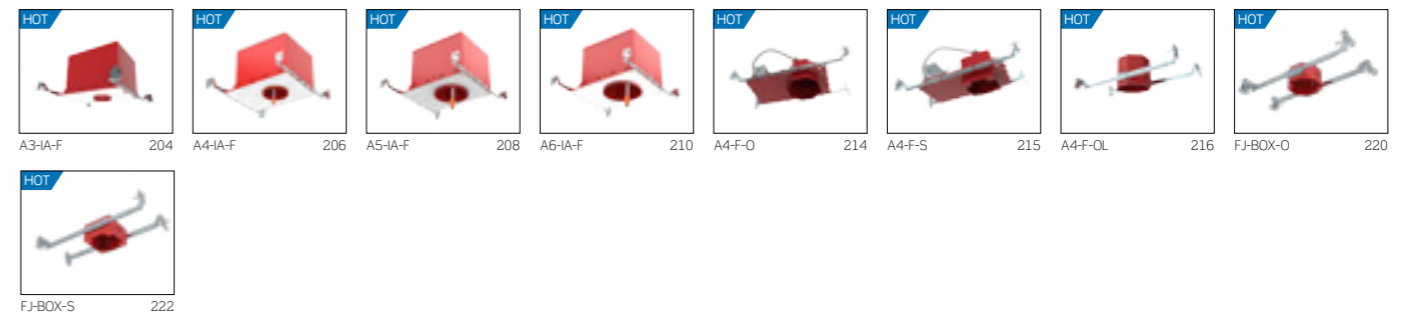 HOT HOT HOT HOT HOT HOT HOT HOT
A3-IA-F 204 A4-IA-F 206 A5-IA-F 208 A6-IA-F 210 A4-F-O 214 A4-F-S 215 A4-F-OL 216 FJ-BOX-O 220
HOT
FJ-BOX-S 222